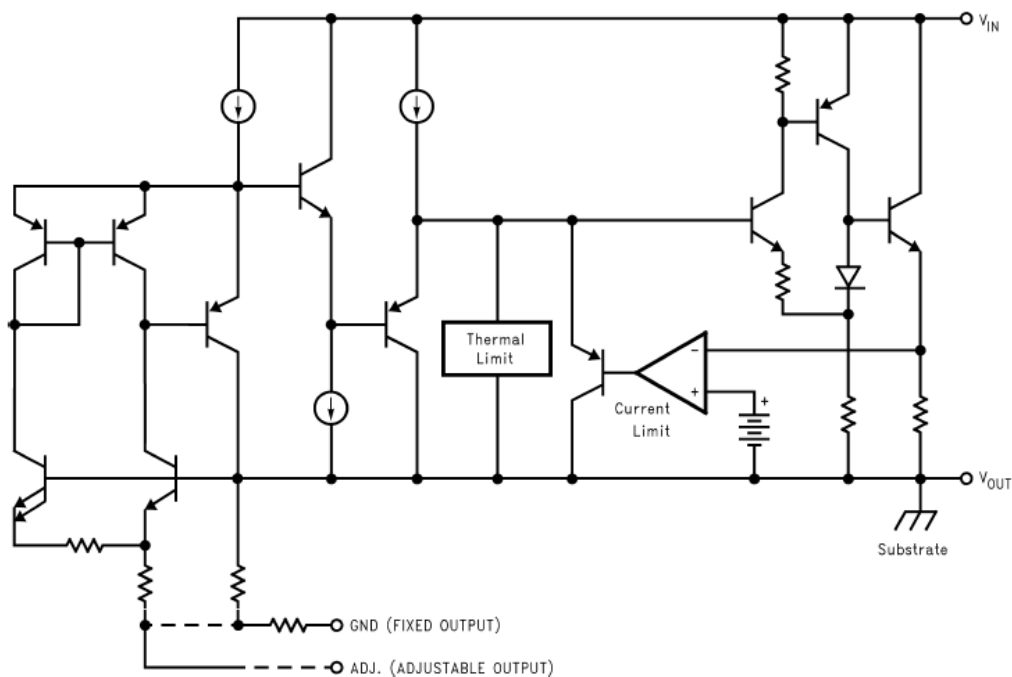 V_IN
Thermal
Limit
Current
Limit
−
+
+
V_OUT
Substrate
GND (FIXED OUTPUT)
ADJ. (ADJUSTABLE OUTPUT)